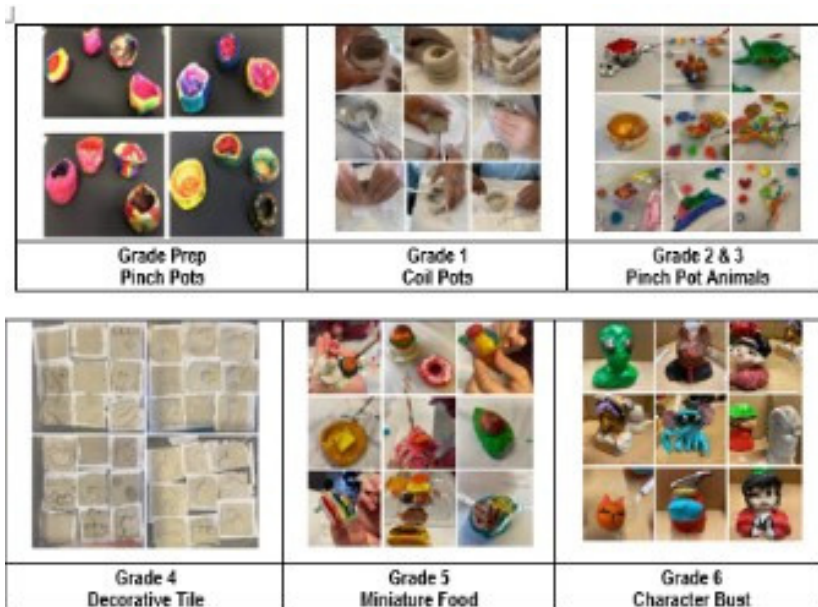 Grade Prep
Pinch Pots
Grade 1
Coil Pots
Grade 2 & 3
Pinch Pot Animals
Grade 4
Decorative Tile
Grade 5
Miniature Food
Grade 6
Character Bust